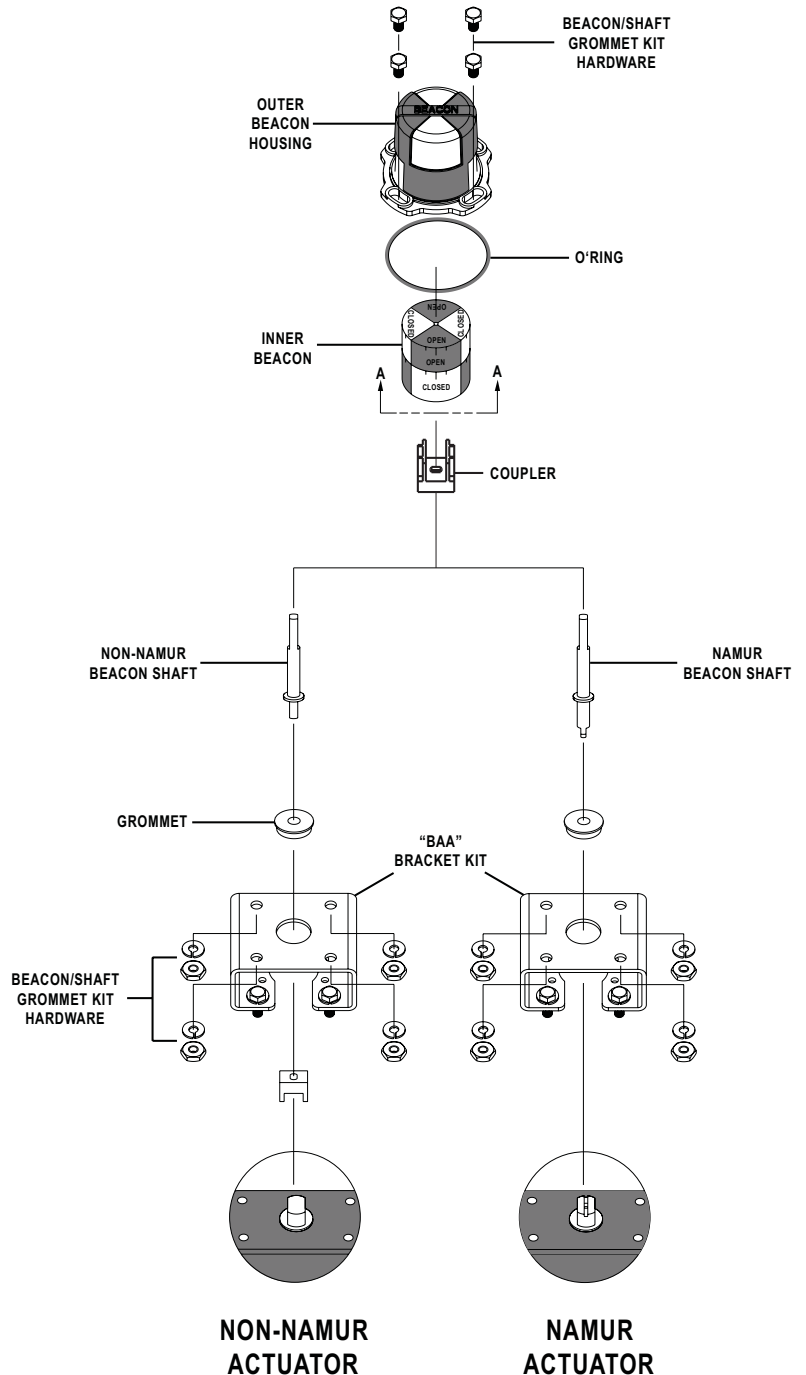 BEACON/SHAFT
GROMMET KIT
HARDWARE
OUTER
BEACON
HOUSING
BEACON
O'RING
OPEN
CLOSED
CLOSED
OPEN
OPEN
CLOSED
INNER
BEACON
A
A
COUPLER
NON-NAMUR
BEACON SHAFT
NAMUR
BEACON SHAFT
GROMMET
“BAA”
BRACKET KIT
BEACON/SHAFT
GROMMET KIT
HARDWARE
NON-NAMUR
ACTUATOR
NAMUR
ACTUATOR